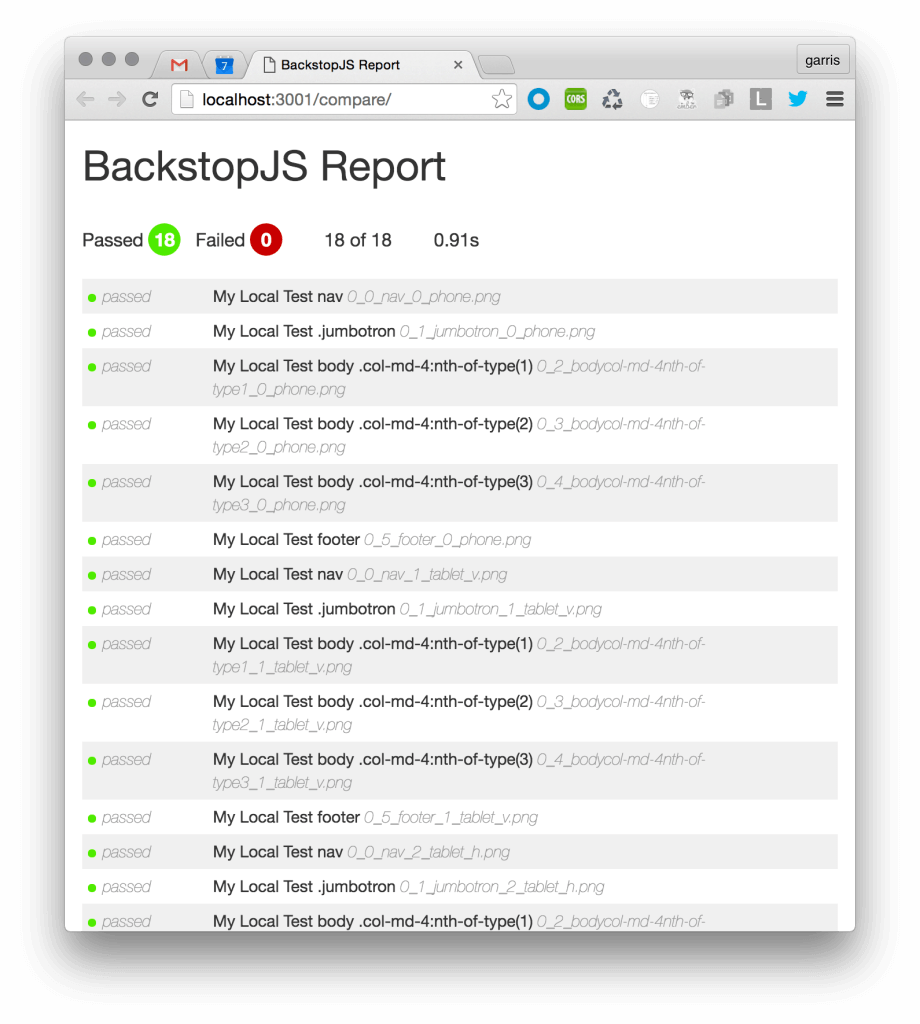 7 BackstopJS Report garris
localhost:3001/compare/ CORS L
BackstopJS Report
Passed 18 Failed 0 18 of 18 0.91s
passed My Local Test nav 0_0_nav_0_phone.png
passed My Local Test .jumbotron 0_1_jumbotron_0_phone.png
passed My Local Test body .col-md-4:nth-of-type(1) 0_2_bodycol-md-4nth-of-
type1_0_phone.png
passed My Local Test body .col-md-4:nth-of-type(2) 0_3_bodycol-md-4nth-of-
type2_0_phone.png
passed My Local Test body .col-md-4:nth-of-type(3) 0_4_bodycol-md-4nth-of-
type3_0_phone.png
passed My Local Test footer 0_5_footer_0_phone.png
passed My Local Test nav 0_0_nav_1_tablet_v.png
passed My Local Test .jumbotron 0_1_jumbotron_1_tablet_v.png
passed My Local Test body .col-md-4:nth-of-type(1) 0_2_bodycol-md-4nth-of-
type1_1_tablet_v.png
passed My Local Test body .col-md-4:nth-of-type(2) 0_3_bodycol-md-4nth-of-
type2_1_tablet_v.png
passed My Local Test body .col-md-4:nth-of-type(3) 0_4_bodycol-md-4nth-of-
type3_1_tablet_v.png
passed My Local Test footer 0_5_footer_1_tablet_v.png
passed My Local Test nav 0_0_nav_2_tablet_h.png
passed My Local Test .jumbotron 0_1_jumbotron_2_tablet_h.png
passed My Local Test body .col-md-4:nth-of-type(1) 0_2_bodycol-md-4nth-of-